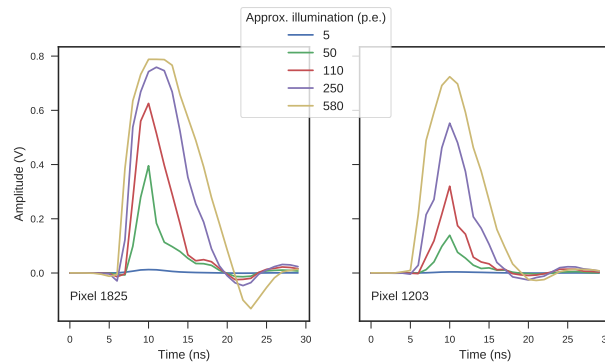 Approx. illumination (p.e.)
5
50
110
250
580
Amplitude (V)
0.8
0.6
0.4
0.2
0.0
Pixel 1825
Pixel 1203
0 5 10 15 20 25 30
0 5 10 15 20 25 30
Time (ns)
Time (ns)